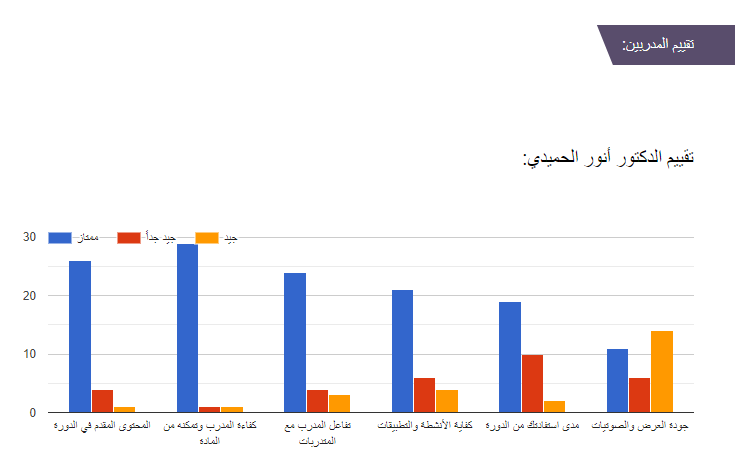 تقييم المدربين:
تقييم الدكتور أنور الحميدي:
ممتاز
جيد جداً
جيد
30
20
10
0
المحتوى المقدم في الدورة
كفاءة المدرب وتمكنه من
المادة
تفاعل المدرب مع
المتدربات
كفاية الأنشطة والتطبيقات
مدى استفادتك من الدورة
جودة العرض والصوتيات